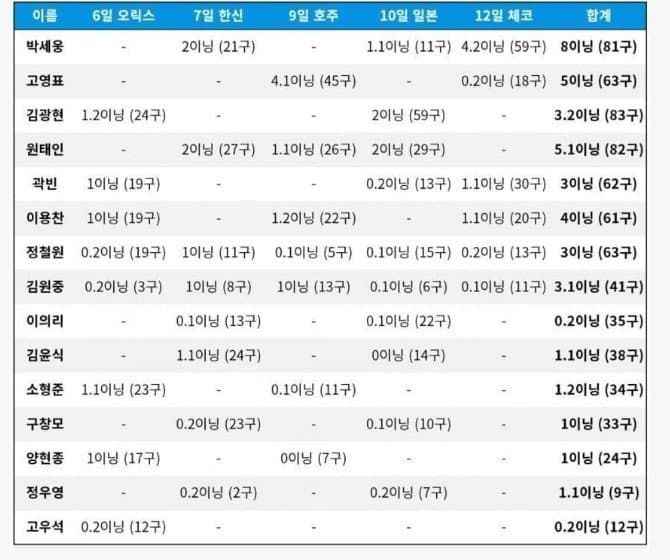 이름 6일 오릭스 7일 한신 9일 호주 10일 일본 12일 체코 합계
박세웅 - 2이닝 (21구) - 1.1이닝 (11구) 4.2이닝 (59구) 8이닝 (81구)
고영표 - - 4.1이닝 (45구) - 0.2이닝 (18구) 5이닝 (63구)
김광현 1.2이닝 (24구) - - 2이닝 (59구) - 3.2이닝 (83구)
원태인 - 2이닝 (27구) 1.1이닝 (26구) 2이닝 (29구) - 5.1이닝 (82구)
곽빈 1이닝 (19구) - - 0.2이닝 (13구) 1.1이닝 (30구) 3이닝 (62구)
이용찬 1이닝 (19구) - 1.2이닝 (22구) - 1.1이닝 (20구) 4이닝 (61구)
정철원 0.2이닝 (19구) 1이닝 (11구) 0.1이닝 (5구) 0.1이닝 (15구) 0.2이닝 (13구) 3이닝 (63구)
김원중 0.2이닝 (3구) 1이닝 (8구) 1이닝 (13구) 0.1이닝 (6구) 0.1이닝 (11구) 3.1이닝 (41구)
이의리 - 0.1이닝 (13구) - 0.1이닝 (22구) - 0.2이닝 (35구)
김윤식 - 1.1이닝 (24구) - 0이닝 (14구) - 1.1이닝 (38구)
소형준 1.1이닝 (23구) - 0.1이닝 (11구) - - 1.2이닝 (34구)
구창모 - 0.2이닝 (23구) - 0.1이닝 (10구) - 1이닝 (33구)
양현종 1이닝 (17구) - 0이닝 (7구) - - 1이닝 (24구)
정우영 - 0.2이닝 (2구) - 0.2이닝 (7구) - 1.1이닝 (9구)
고우석 0.2이닝 (12구) - - - - 0.2이닝 (12구)